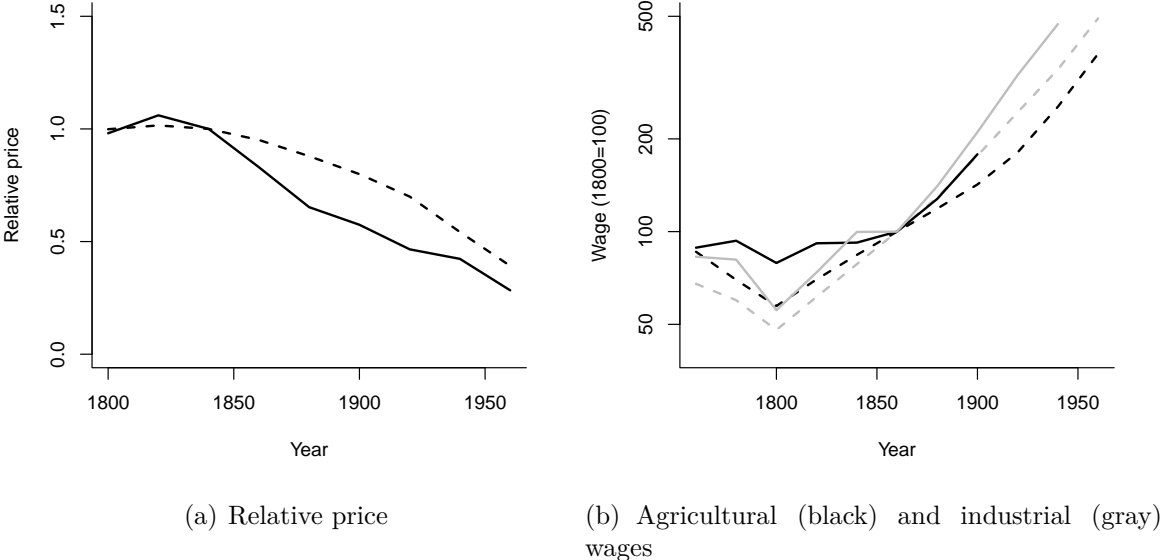 1.5
1.0
0.5
0.0
Relative price
1800 1850 1900 1950
Year
(a) Relative price
500
200
100
50
Wage (1800=100)
1800 1850 1900 1950
Year
(b) Agricultural (black) and industrial (gray)
wages